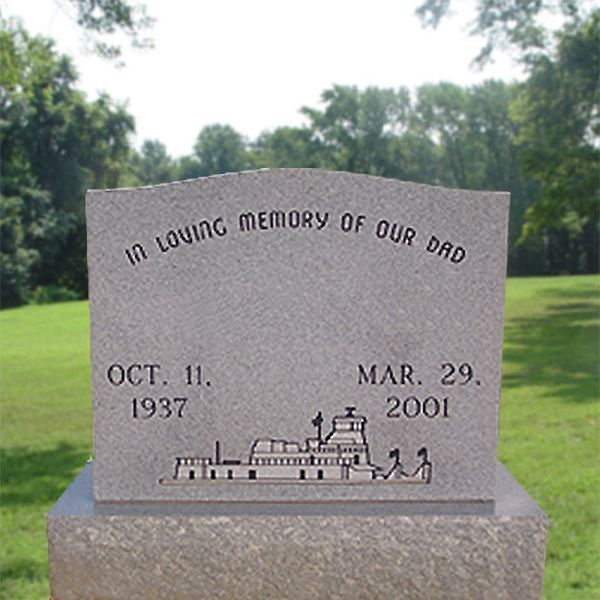 IN LOVING MEMORY OF OUR DAD
OCT. 11, MAR. 29,
1937 2001